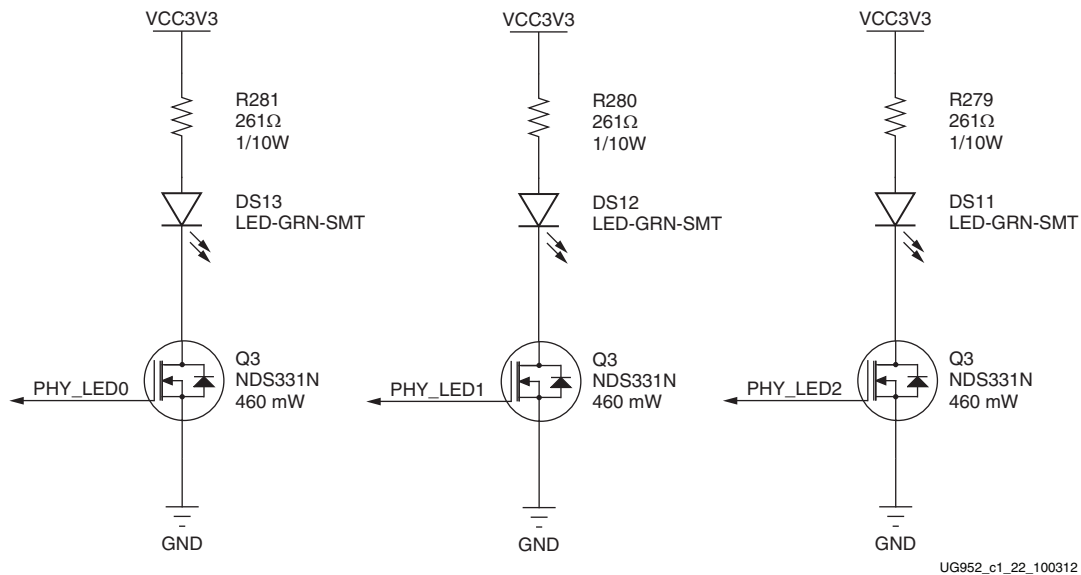 VCC3V3
R281
261Ω
1/10W
DS13
LED-GRN-SMT
Q3
NDS331N
460 mW
PHY_LED0
GND
VCC3V3
R280
261Ω
1/10W
DS12
LED-GRN-SMT
Q3
NDS331N
460 mW
PHY_LED1
GND
VCC3V3
R279
261Ω
1/10W
DS11
LED-GRN-SMT
Q3
NDS331N
460 mW
PHY_LED2
GND
UG952_c1_22_100312